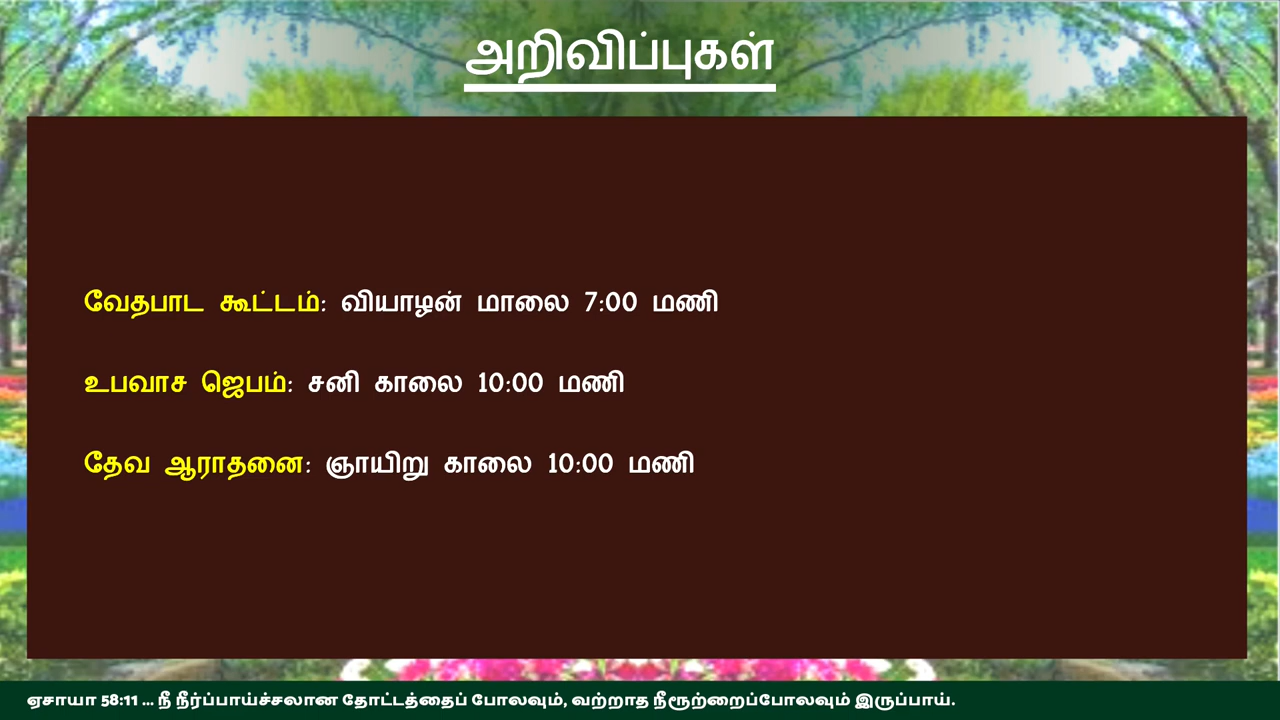 அறிவிப்புகள்
வேதபாட கூட்டம்: வியாழன் மாலை 7:00 மணி
உபவாச ஜெபம்: சனி காலை 10:00 மணி
தேவ ஆராதனை: ஞாயிறு காலை 10:00 மணி
ஏசாயா 58:11 ... நீ நீர்ப்பாய்ச்சலான தோட்டத்தைப் போலவும், வற்றாத நீரூற்றைப்போலவும் இருப்பாய்.